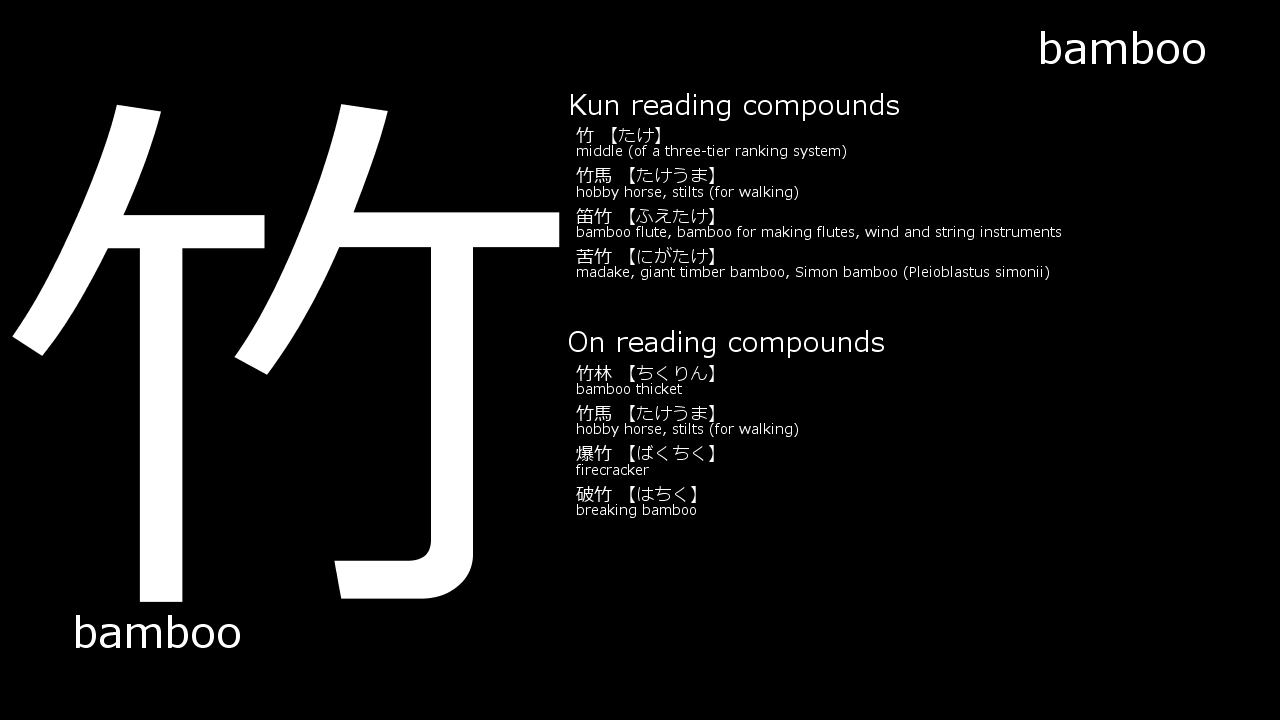 bamboo
竹
bamboo
Kun reading compounds
竹 【たけ】
middle (of a three-tier ranking system)
竹馬 【たけうま】
hobby horse, stilts (for walking)
笛竹 【ふえたけ】
bamboo flute, bamboo for making flutes, wind and string instruments
苦竹 【にがたけ】
madake, giant timber bamboo, Simon bamboo (Pleioblastus simonii)
On reading compounds
竹林 【ちくりん】
bamboo thicket
竹馬 【たけうま】
hobby horse, stilts (for walking)
爆竹 【ばくちく】
firecracker
破竹 【はちく】
breaking bamboo